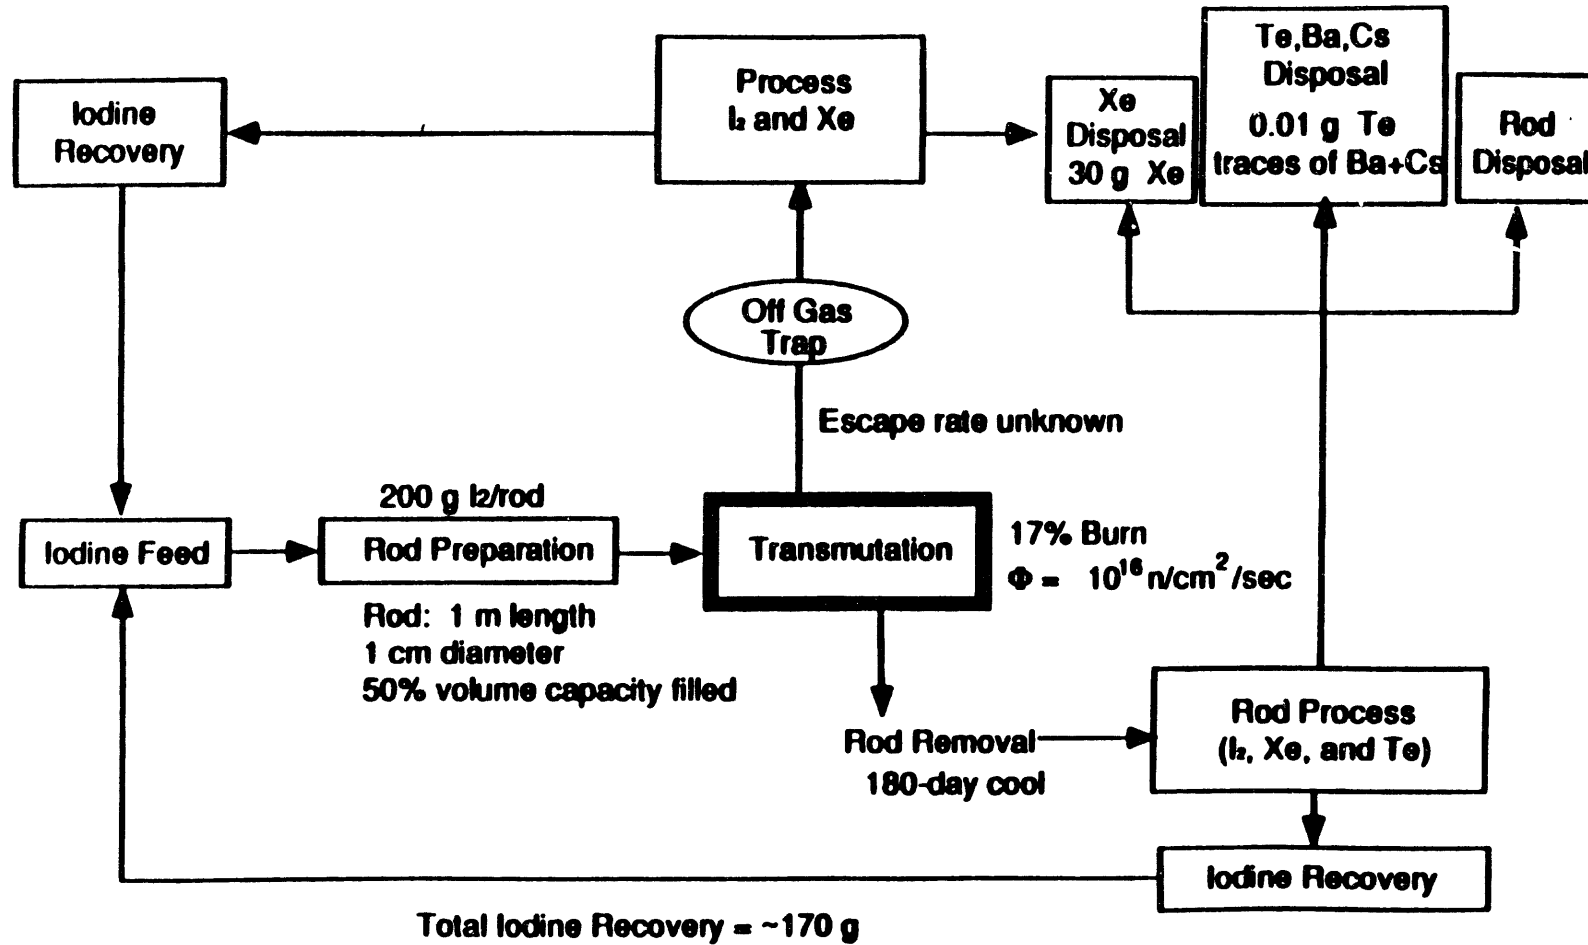 Iodine
Recovery
Process
I₂ and Xe
Xe
Disposal
30 g Xe
Te,Ba,Cs
Disposal
0.01 g Te
traces of Ba+Cs
Rod
Disposal
Off Gas
Trap
Escape rate unknown
Iodine Feed
200 g I₂/rod
Rod Preparation
Rod: 1 m length
1 cm diameter
50% volume capacity filled
Transmutation
17% Burn
Φ = 10¹⁶ n/cm²/sec
Rod Removal
180-day cool
Rod Process
(I₂, Xe, and Te)
Iodine Recovery
Total Iodine Recovery = ~170 g